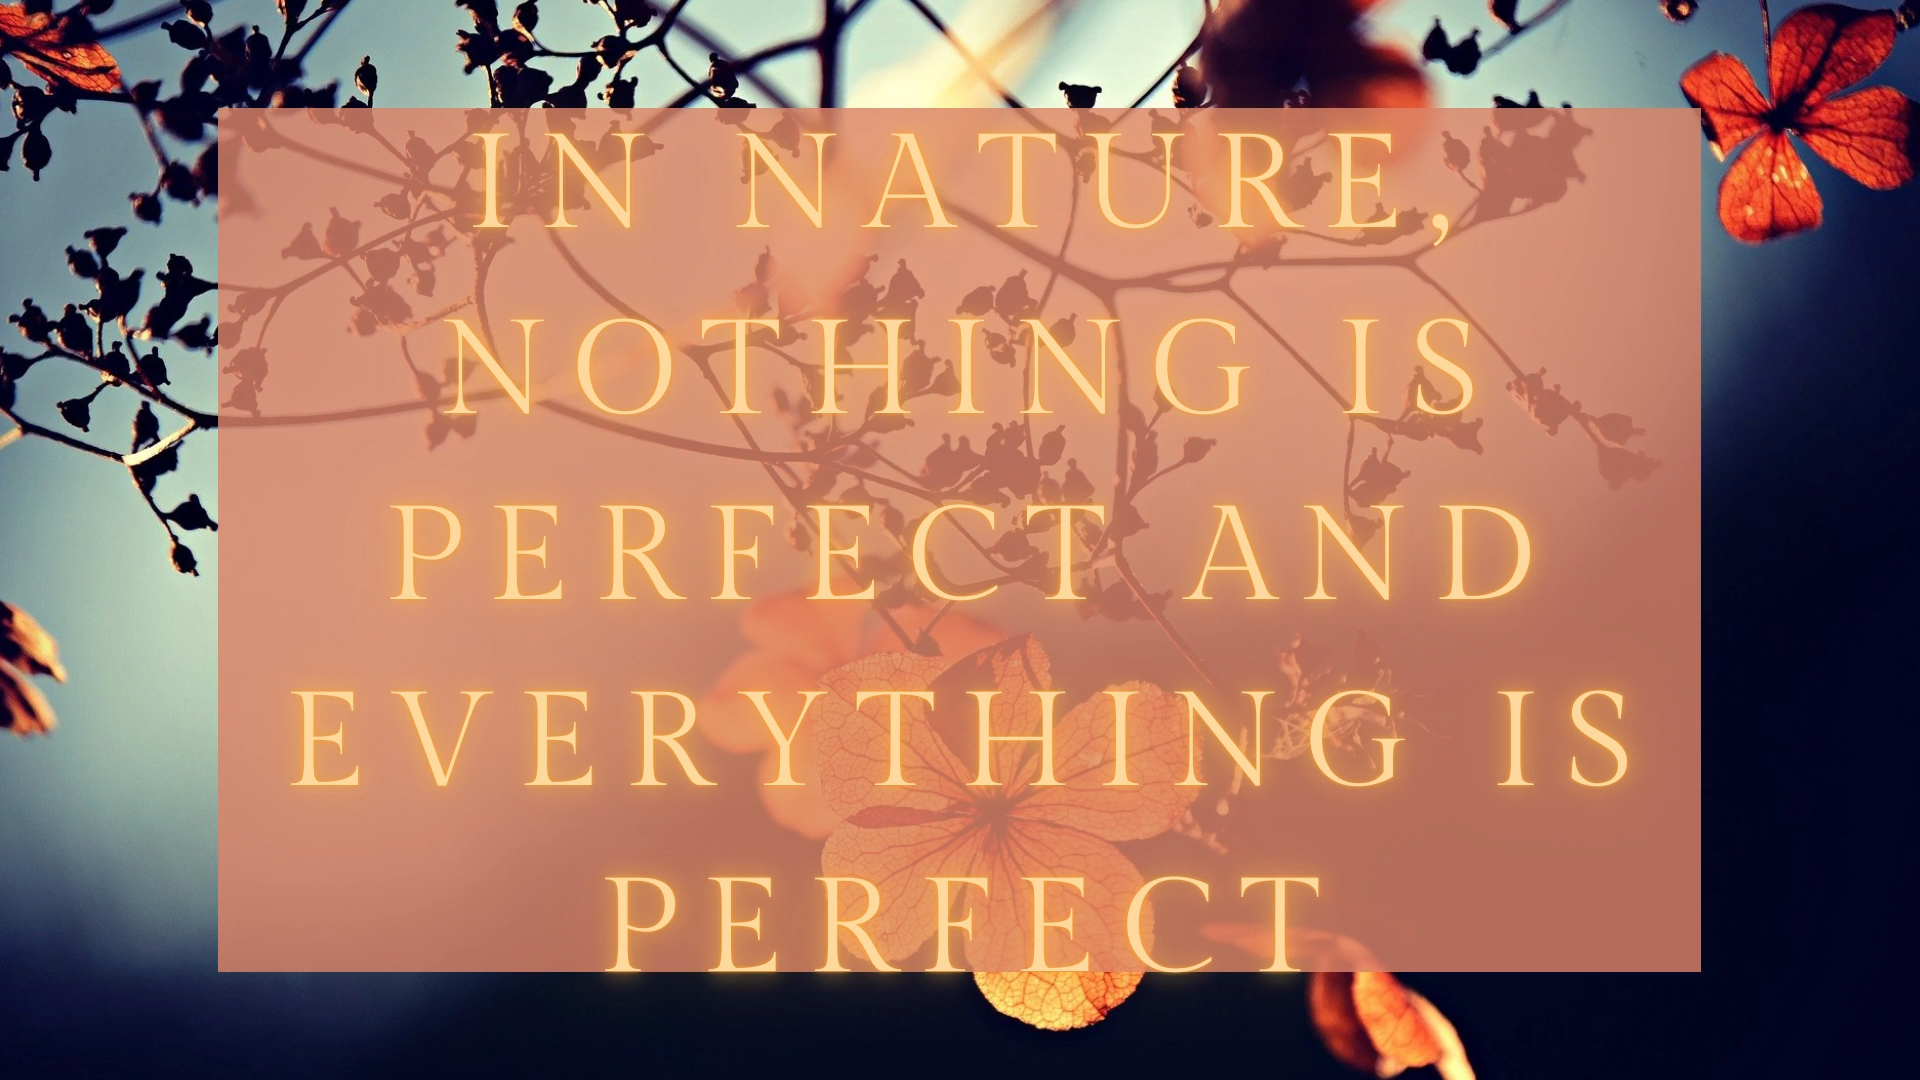 IN NATURE,
NOTHING IS
PERFECT AND
EVERYTHING IS
PERFECT